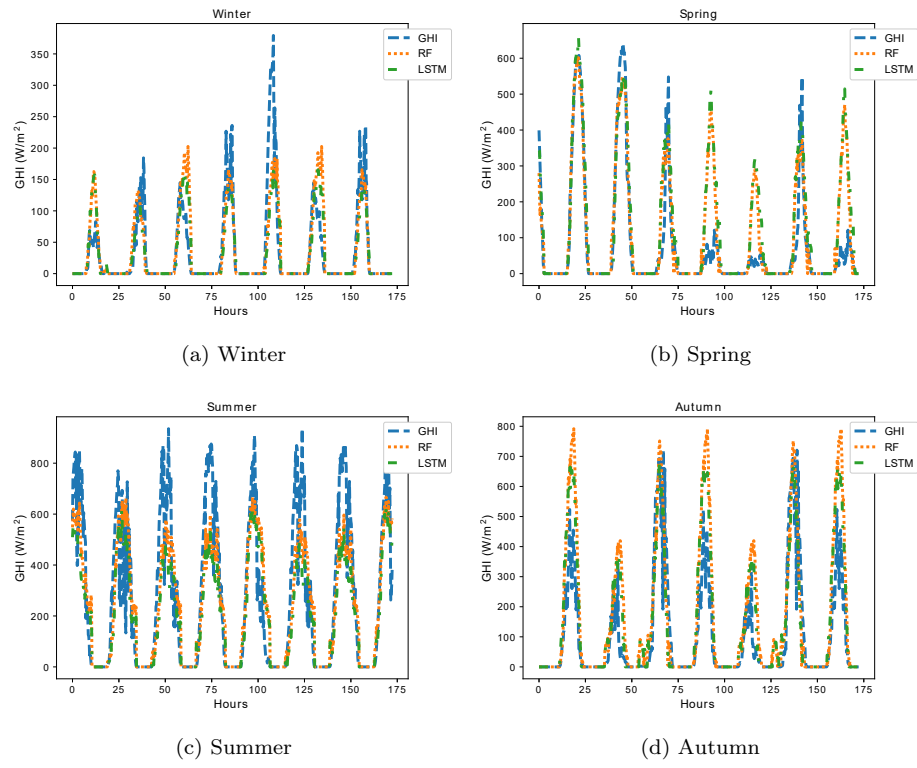 Winter
GHI
RF
LSTM
GHI (W/m²)
350
300
250
200
150
100
50
0
0 25 50 75 100 125 150 175
Hours
(a) Winter
Spring
GHI
RF
LSTM
GHI (W/m²)
600
500
400
300
200
100
0
0 25 50 75 100 125 150 175
Hours
(b) Spring
Summer
GHI
RF
LSTM
GHI (W/m²)
800
600
400
200
0
0 25 50 75 100 125 150 175
Hours
(c) Summer
Autumn
GHI
RF
LSTM
GHI (W/m²)
800
700
600
500
400
300
200
100
0
0 25 50 75 100 125 150 175
Hours
(d) Autumn